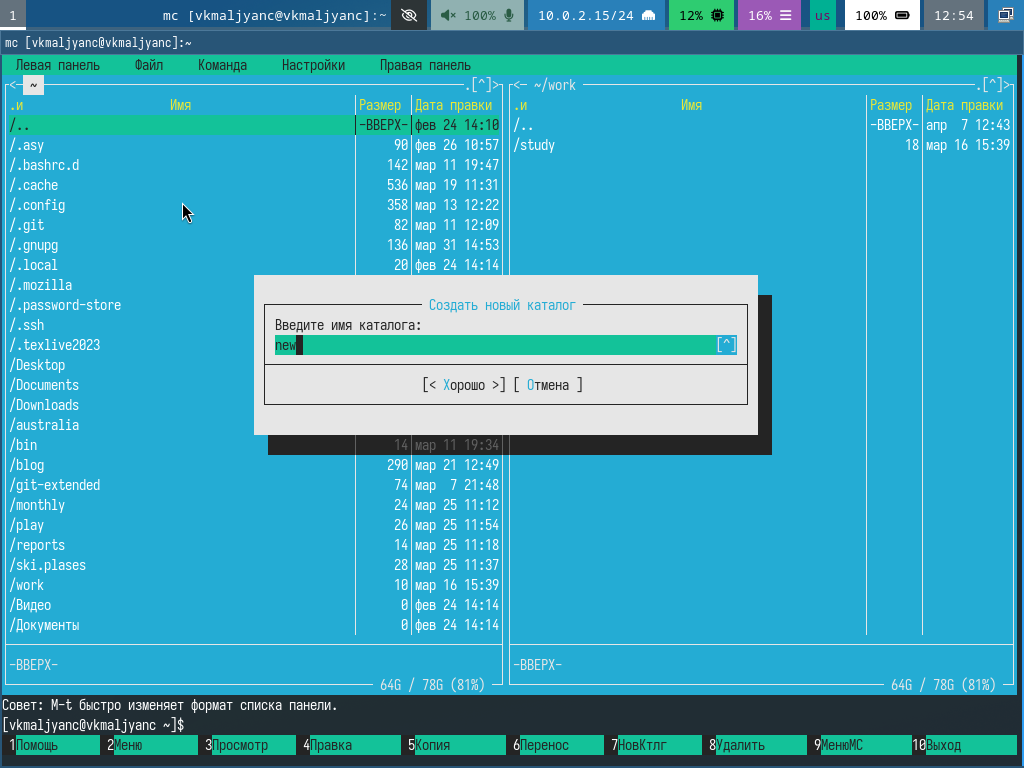 1 mc [vkmaljyanc@vkmaljyanc]:~ 100% 10.0.2.15/24 12% 16% us 100% 12:54
mc [vkmaljyanc@vkmaljyanc]:~
Левая панель Файл Команда Настройки Правая панель
<─ ~ .[^]> <─ ~/work .[^]>
.и Имя Размер Дата правки .и Имя Размер Дата правки
/.. -ВВЕРХ- фев 24 14:10 /.. -ВВЕРХ- апр 7 12:43
/.asy 90 фев 26 10:57 /study 18 мар 16 15:39
/.bashrc.d 142 мар 11 19:47
/.cache 536 мар 19 11:31
/.config 358 мар 13 12:22
/.git 82 мар 11 12:09
/.gnupg 136 мар 31 14:53
/.local 20 фев 24 14:14
/.mozilla
/.password-store
/.ssh
/.texlive2023
/Desktop
/Documents
/Downloads
/australia
/bin 14 мар 11 19:34
/blog 290 мар 21 12:49
/git-extended 74 мар 7 21:48
/monthly 24 мар 25 11:12
/play 26 мар 25 11:54
/reports 14 мар 25 11:18
/ski.plases 28 мар 25 11:37
/work 10 мар 16 15:39
/Видео 0 фев 24 14:14
/Документы 0 фев 24 14:14
Создать новый каталог
Введите имя каталога:
new [^]
[< Хорошо >] [ Отмена ]
-ВВЕРХ- -ВВЕРХ-
64G / 78G (81%) 64G / 78G (81%)
Совет: M-t быстро изменяет формат списка панели.
[vkmaljyanc@vkmaljyanc ~]$
1Помощь 2Меню 3Просмотр 4Правка 5Копия 6Перенос 7НовКтлг 8Удалить 9МенюMC 10Выход